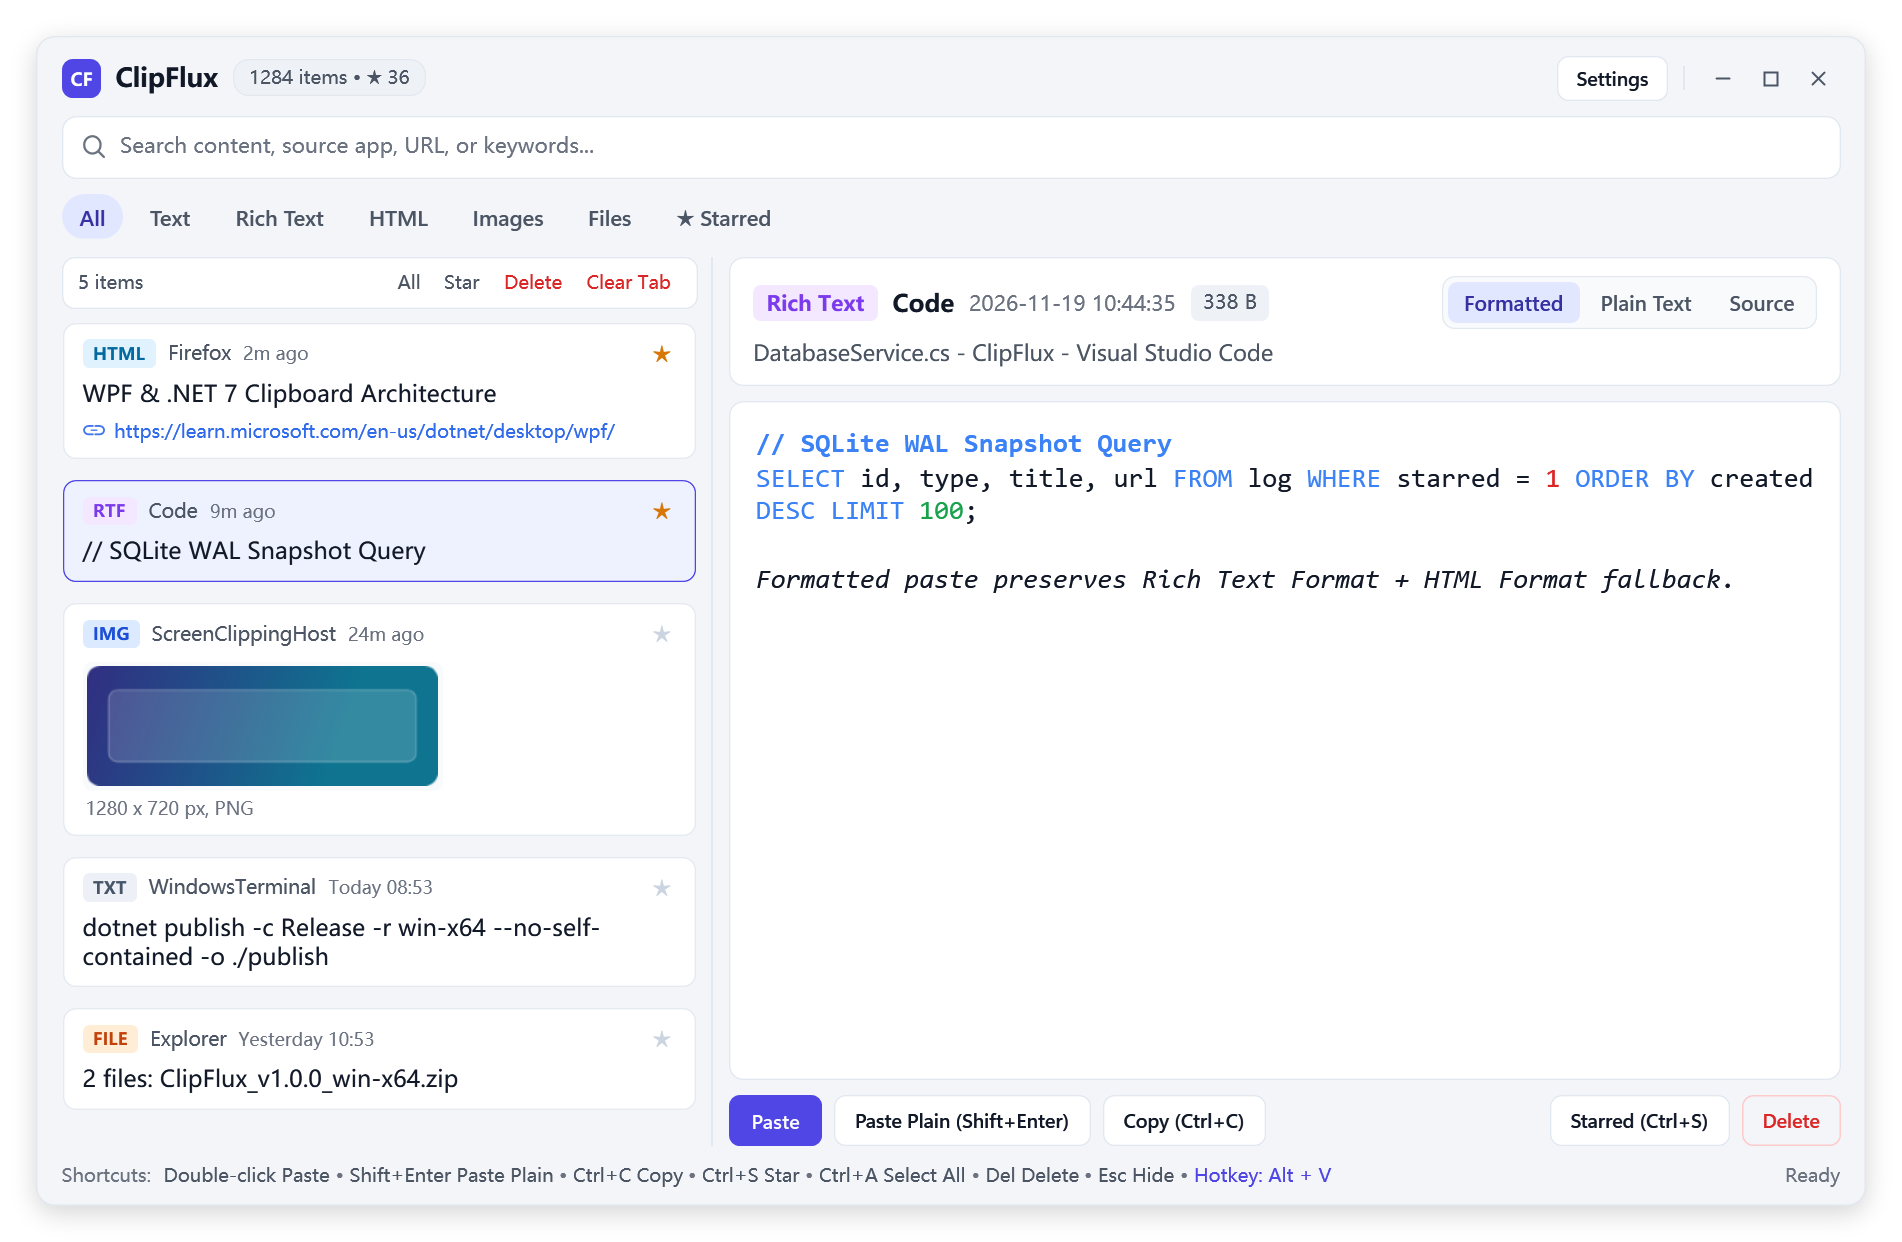 CF ClipFlux 1284 items • ★ 36 Settings
Search content, source app, URL, or keywords...
All Text Rich Text HTML Images Files ★ Starred
5 items All Star Delete Clear Tab
HTML Firefox 2m ago ★
WPF & .NET 7 Clipboard Architecture
https://learn.microsoft.com/en-us/dotnet/desktop/wpf/
RTF Code 9m ago ★
// SQLite WAL Snapshot Query
IMG ScreenClippingHost 24m ago ★
1280 x 720 px, PNG
TXT WindowsTerminal Today 08:53 ★
dotnet publish -c Release -r win-x64 --no-self-
contained -o ./publish
FILE Explorer Yesterday 10:53 ★
2 files: ClipFlux_v1.0.0_win-x64.zip
Rich Text Code 2026-11-19 10:44:35 338 B Formatted Plain Text Source
DatabaseService.cs - ClipFlux - Visual Studio Code
// SQLite WAL Snapshot Query
SELECT id, type, title, url FROM log WHERE starred = 1 ORDER BY created
DESC LIMIT 100;
Formatted paste preserves Rich Text Format + HTML Format fallback.
Paste Paste Plain (Shift+Enter) Copy (Ctrl+C) Starred (Ctrl+S) Delete
Shortcuts: Double-click Paste • Shift+Enter Paste Plain • Ctrl+C Copy • Ctrl+S Star • Ctrl+A Select All • Del Delete • Esc Hide • Hotkey: Alt + V Ready